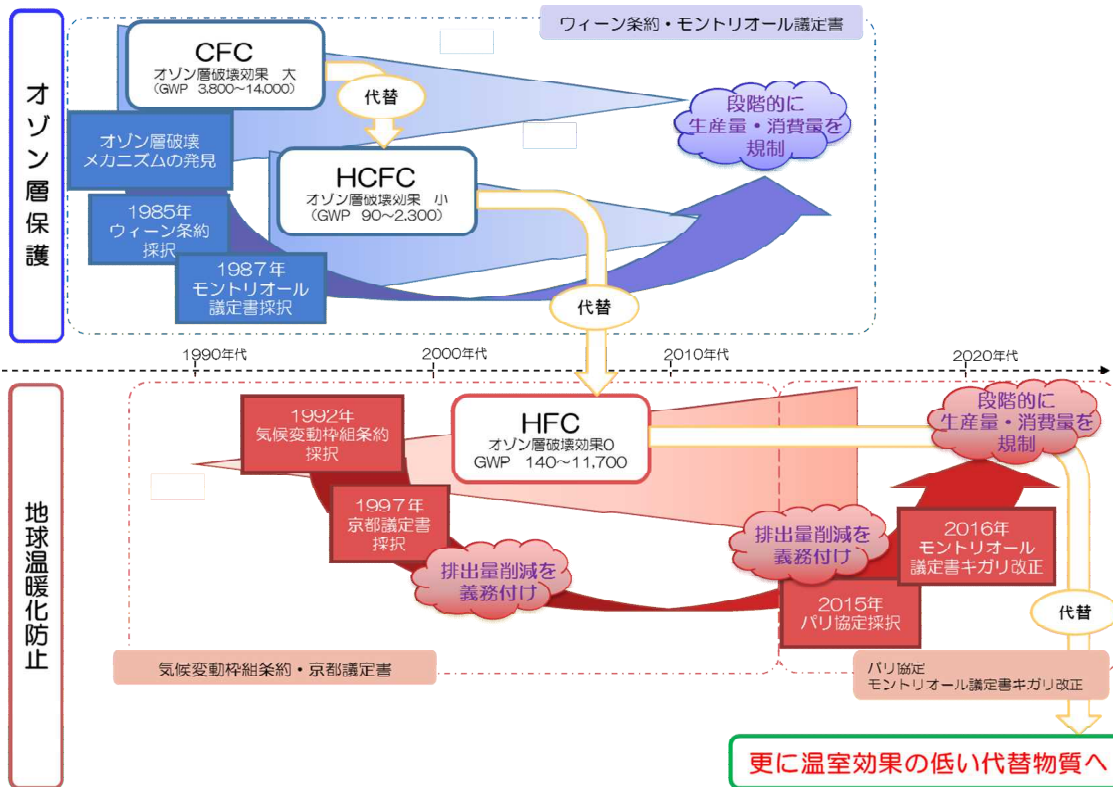 オゾン層保護
ウィーン条約・モントリオール議定書
CFC
オゾン層破壊効果 大
(GWP 3.800~14.000)
代替
段階的に
生産量・消費量を
規制
オゾン層破壊
メカニズムの発見
HCFC
オゾン層破壊効果 小
(GWP 90~2.300)
1985年
ウィーン条約
採択
1987年
モントリオール
議定書採択
代替
1990年代
2000年代
2010年代
2020年代
地球温暖化防止
1992年
気候変動枠組条約
採択
HFC
オゾン層破壊効果0
GWP 140~11,700
段階的に
生産量・消費量を
規制
1997年
京都議定書
採択
排出量削減を
義務付け
排出量削減を
義務付け
2016年
モントリオール
議定書キガリ改正
2015年
パリ協定採択
代替
気候変動枠組条約・京都議定書
パリ協定
モントリオール議定書キガリ改正
更に温室効果の低い代替物質へ